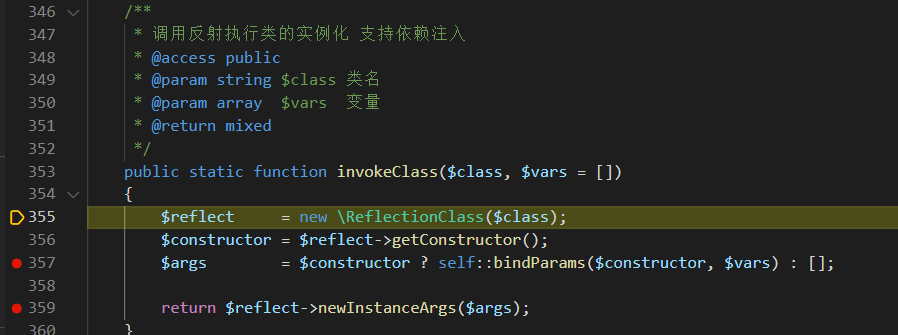 346 /**
347 * 调用反射执行类的实例化 支持依赖注入
348 * @access public
349 * @param string $class 类名
350 * @param array  $vars  变量
351 * @return mixed
352 */
353 public static function invokeClass($class, $vars = [])
354 {
355 $reflect     = new \ReflectionClass($class);
356 $constructor = $reflect->getConstructor();
357 $args        = $constructor ? self::bindParams($constructor, $vars) : [];
358
359 return $reflect->newInstanceArgs($args);
360 }